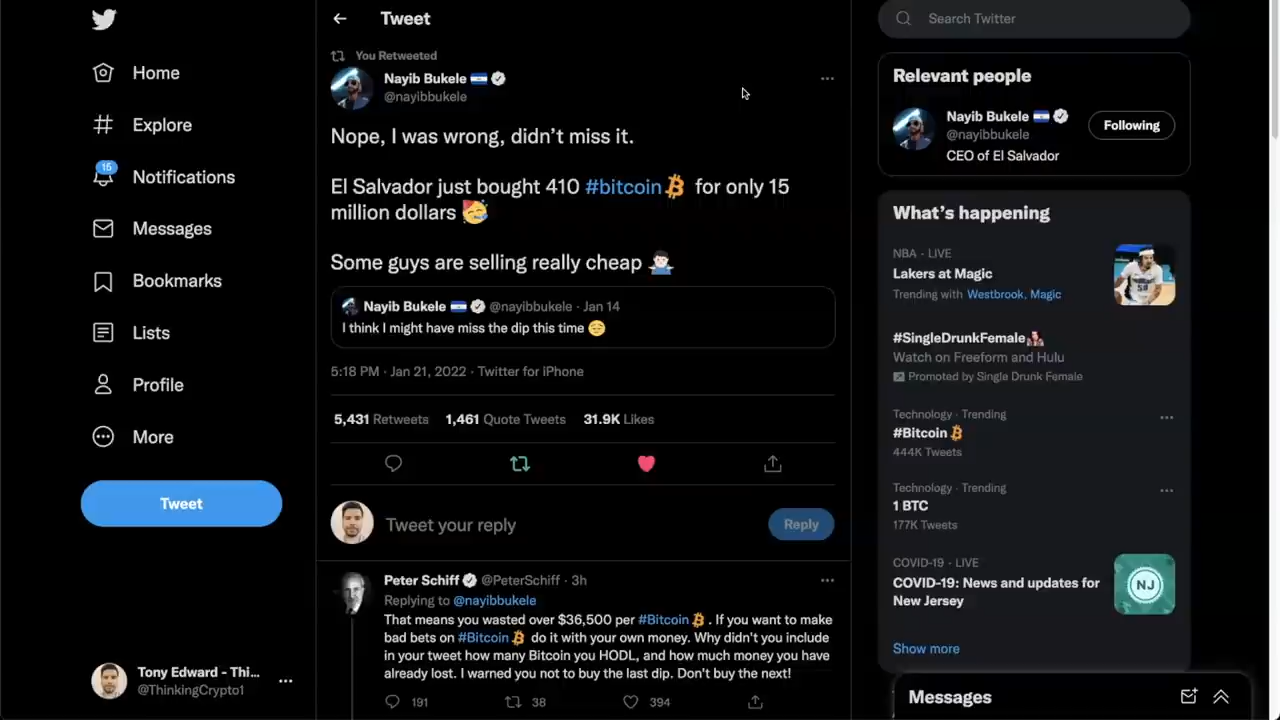 Home
Explore
15
Notifications
Messages
Bookmarks
Lists
Profile
More
Tweet
Tony Edward - Thi...
@ThinkingCrypto1
Tweet
You Retweeted
Nayib Bukele
@nayibbukele
Nope, I was wrong, didn’t miss it.
El Salvador just bought 410 #bitcoin for only 15
million dollars
Some guys are selling really cheap
Nayib Bukele @nayibbukele · Jan 14
I think I might have miss the dip this time
5:18 PM · Jan 21, 2022 · Twitter for iPhone
5,431 Retweets 1,461 Quote Tweets 31.9K Likes
Tweet your reply
Reply
Peter Schiff @PeterSchiff · 3h
Replying to @nayibbukele
That means you wasted over $36,500 per #Bitcoin . If you want to make
bad bets on #Bitcoin do it with your own money. Why didn't you include
in your tweet how many Bitcoin you HODL, and how much money you have
already lost. I warned you not to buy the last dip. Don't buy the next!
191 38 394
Search Twitter
Relevant people
Nayib Bukele
@nayibbukele
Following
CEO of El Salvador
What’s happening
NBA · LIVE
Lakers at Magic
Trending with Westbrook, Magic
#SingleDrunkFemale
Watch on Freeform and Hulu
Promoted by Single Drunk Female
Technology · Trending
#Bitcoin
444K Tweets
Technology · Trending
1 BTC
177K Tweets
COVID-19 · LIVE
COVID-19: News and updates for
New Jersey
NJ
Show more
Messages